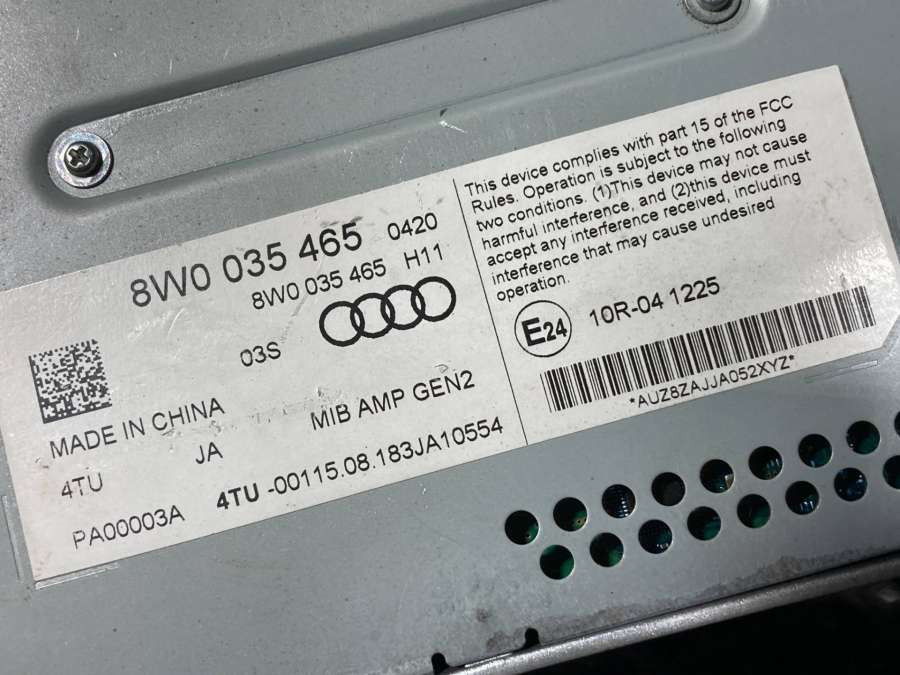 8W0 035 465 0420
8W0 035 465 H11
03S
MADE IN CHINA
MIB AMP GEN2
4TU JA
4TU -00115.08.183JA10554
PA00003A
This device complies with part 15 of the FCC
Rules. Operation is subject to the following
two conditions. (1)This device may not cause
harmful interference, and (2)this device must
accept any interference received, including
interference that may cause undesired
operation.
E24 10R-04 1225
*AUZ8ZAJJA052XYZ*